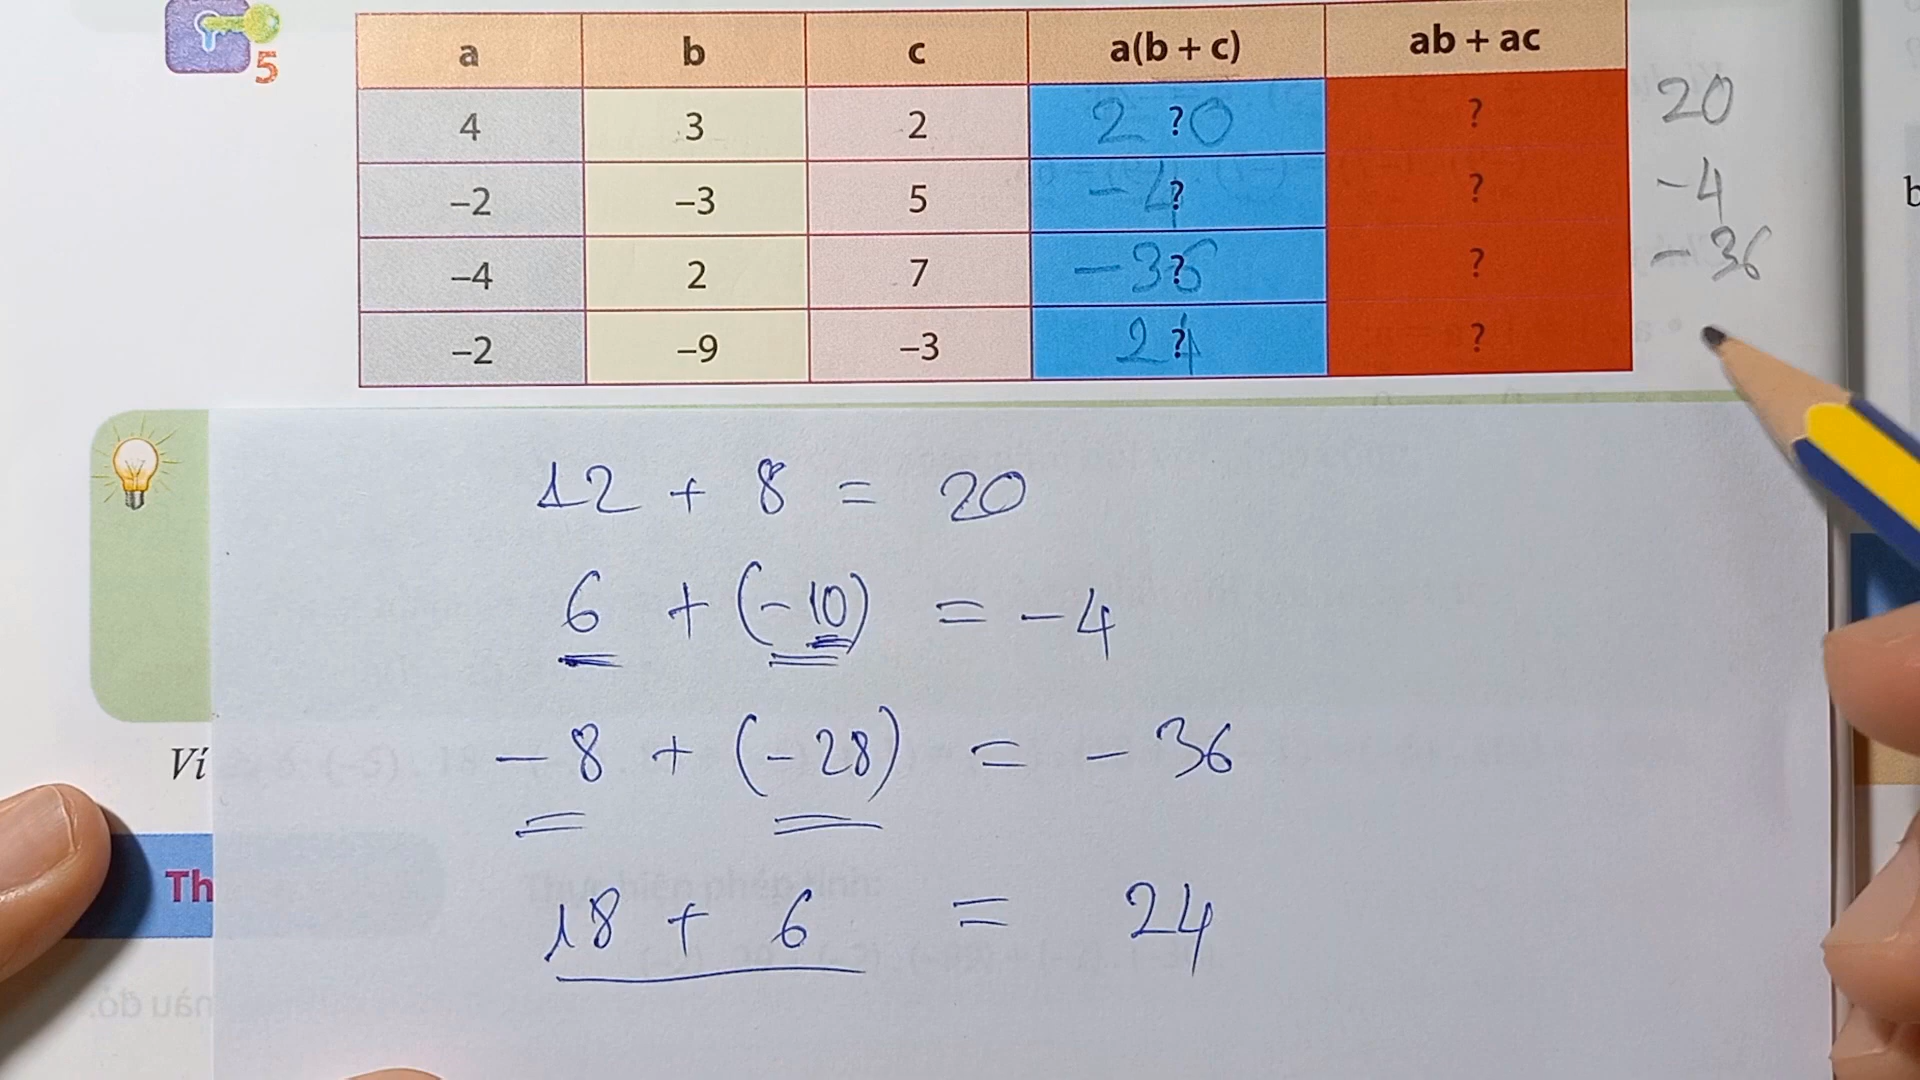 5
a b c a(b + c) ab + ac
4 3 2 20 ? ? 20
–2 –3 5 –4 ? ? –4
–4 2 7 –36 ? ? –36
–2 –9 –3 24 ? ?
b
12 + 8 = 20
6 + (–10) = –4
–8 + (–28) = –36
Ví
18 + 6 = 24
Th